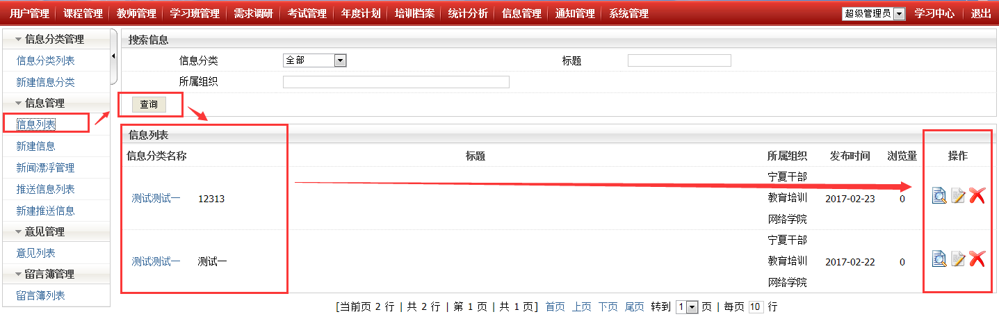 用户管理 课程管理 教师管理 学习班管理 需求调研 考试管理 年度计划 培训档案 统计分析 信息管理 通知管理 系统管理 超级管理员 学习中心 退出
信息分类管理
信息分类列表
新建信息分类
信息管理
信息列表
新建信息
新闻漂浮管理
推送信息列表
新建推送信息
意见管理
意见列表
留言簿管理
留言簿列表
搜索信息
信息分类 全部 标题
所属组织
查询
信息列表
信息分类名称 标题 所属组织 发布时间 浏览量 操作
测试测试一 12313 宁夏干部
教育培训
网络学院 2017-02-23 0
测试测试一 测试一 宁夏干部
教育培训
网络学院 2017-02-22 0
[当前页 2 行 | 共 2 行 | 第 1 页 | 共 1 页] 首页 上页 下页 尾页 转到 1 页 | 每页 10 行